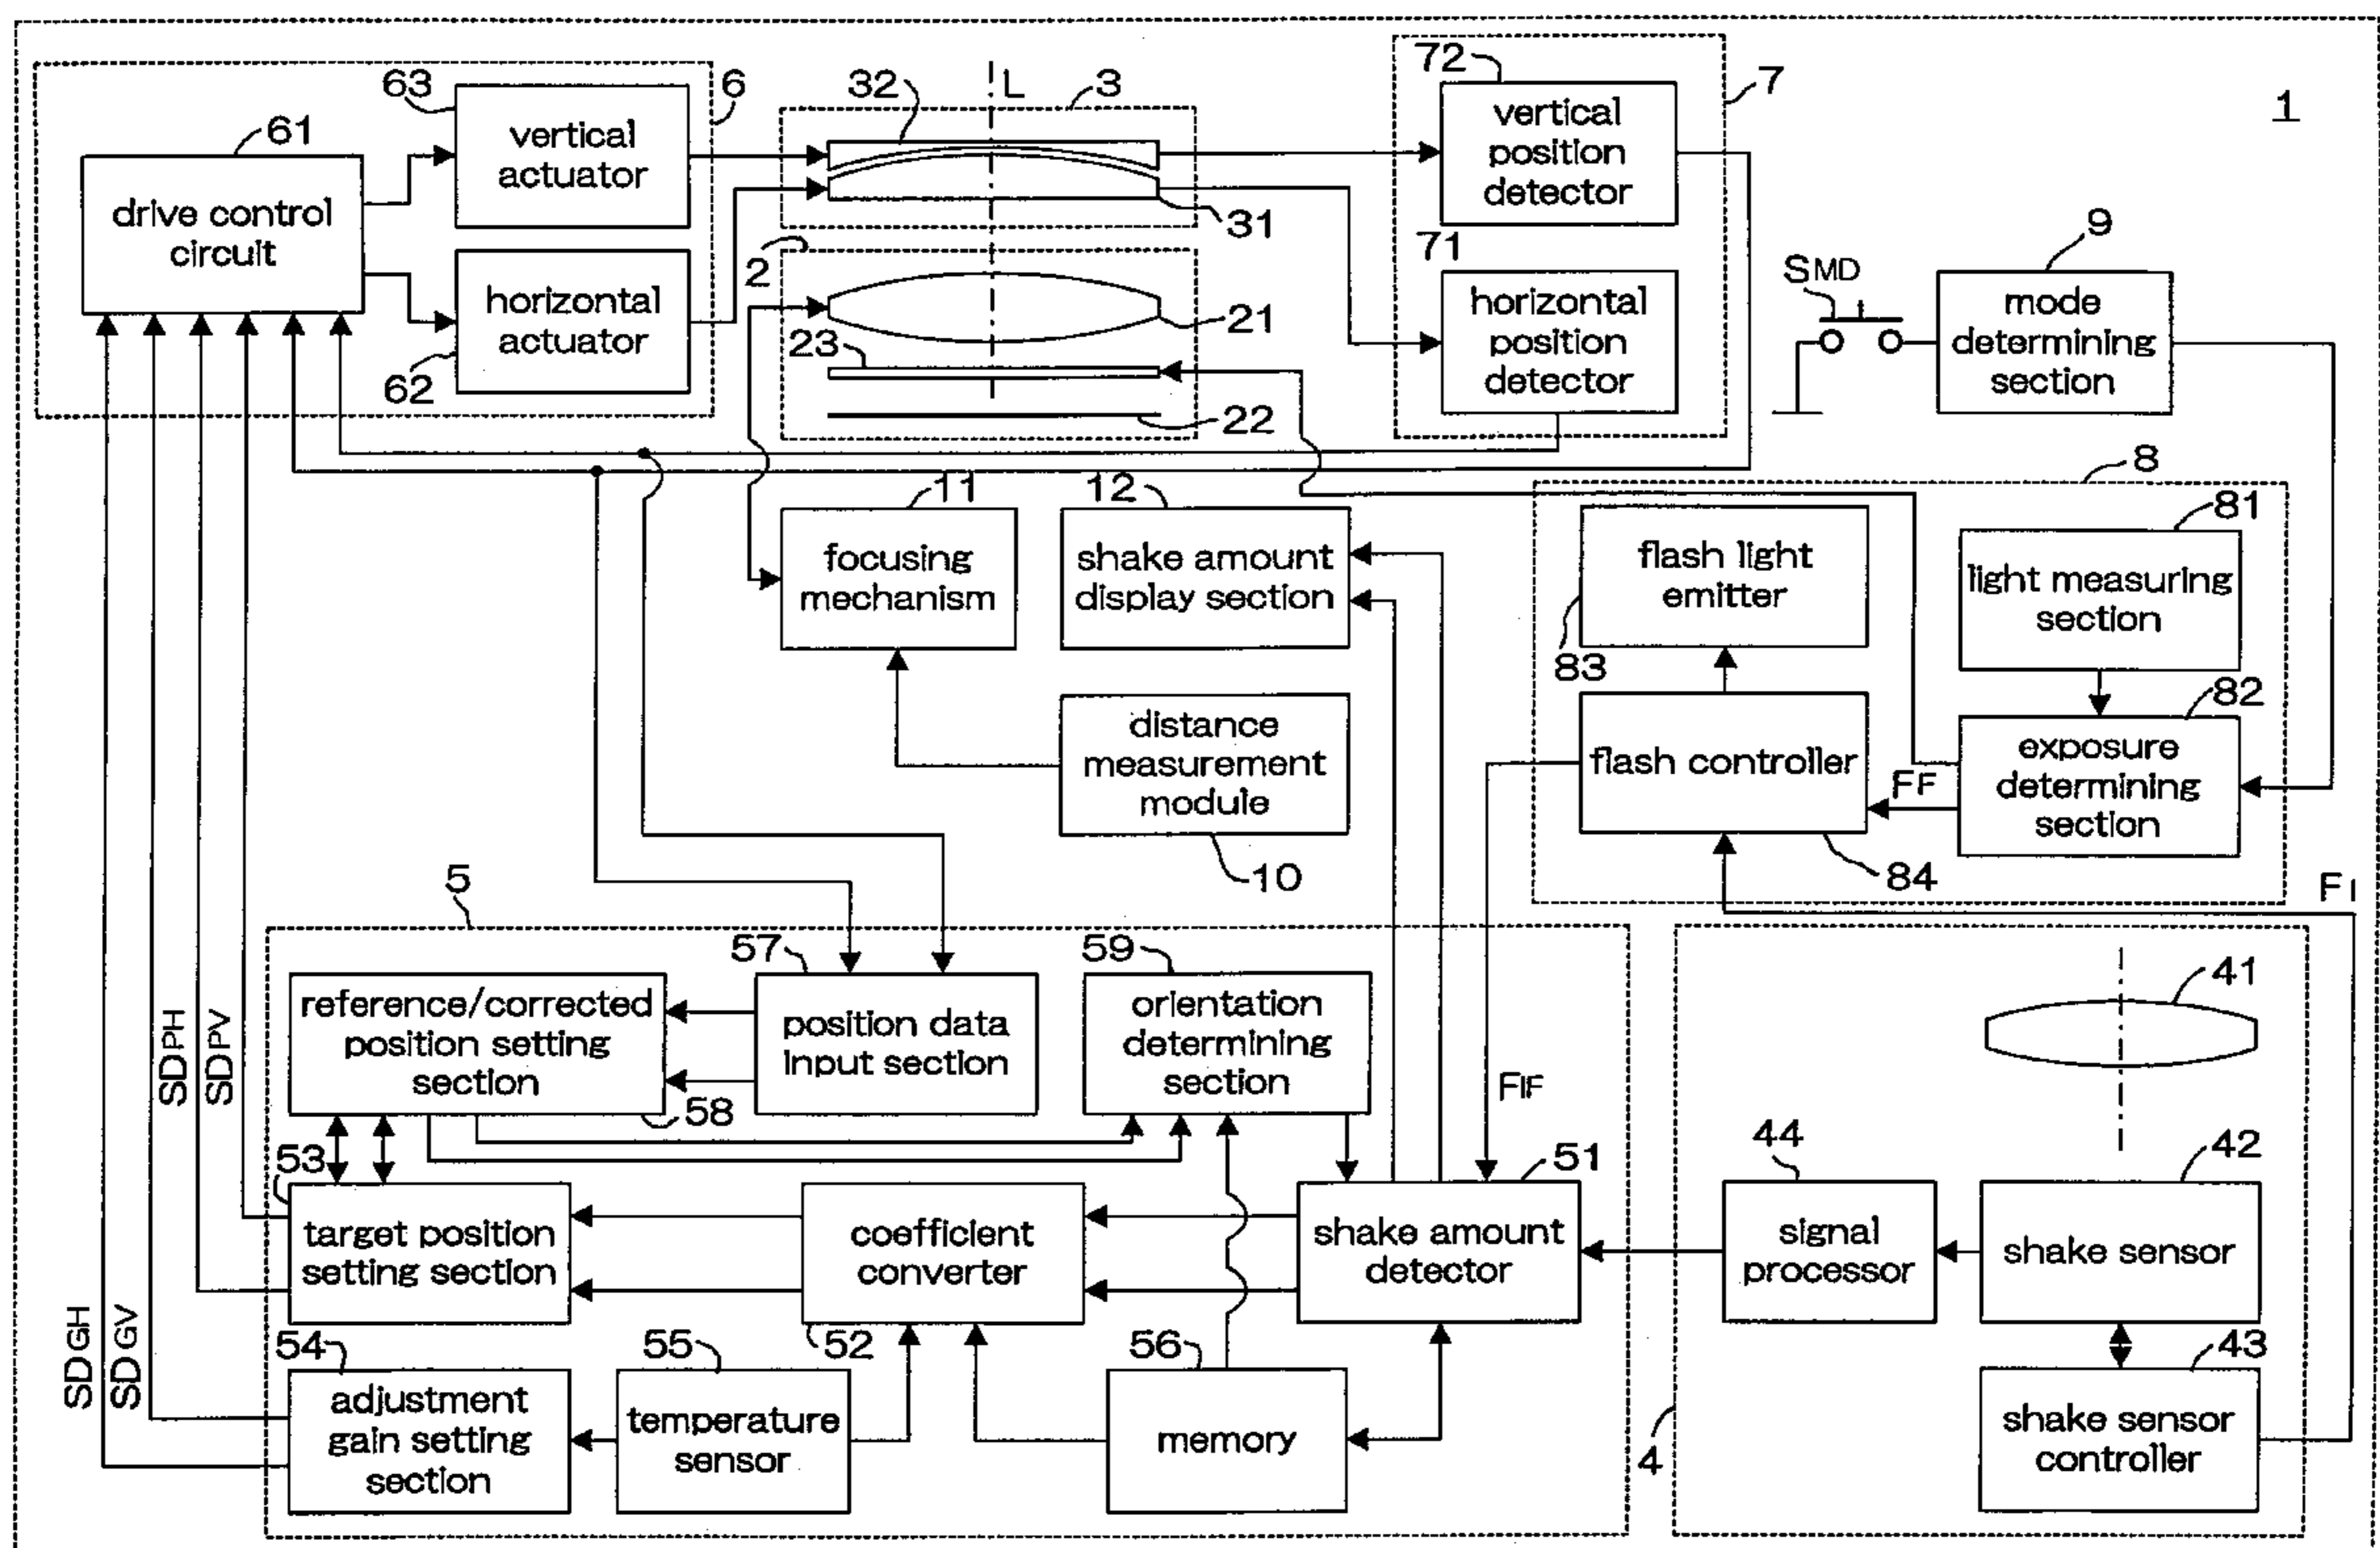 1
6
61
drive control
circuit
63
vertical
actuator
62
horizontal
actuator
L
3
32
31
2
21
23
22
7
72
vertical
position
detector
71
horizontal
position
detector
SMD
9
mode
determining
section
11
focusing
mechanism
12
shake amount
display section
distance
measurement
module
10
8
flash light
emitter
83
81
light measuring
section
82
exposure
determining
section
FF
flash controller
84
FI
5
reference/corrected
position setting
section
58
57
position data
input section
59
orientation
determining
section
FIF
SDPH
SDPV
SDGH
SDGV
53
target position
setting section
coefficient
converter
52
51
shake amount
detector
54
adjustment
gain setting
section
55
temperature
sensor
56
memory
4
41
44
signal
processor
42
shake sensor
43
shake sensor
controller